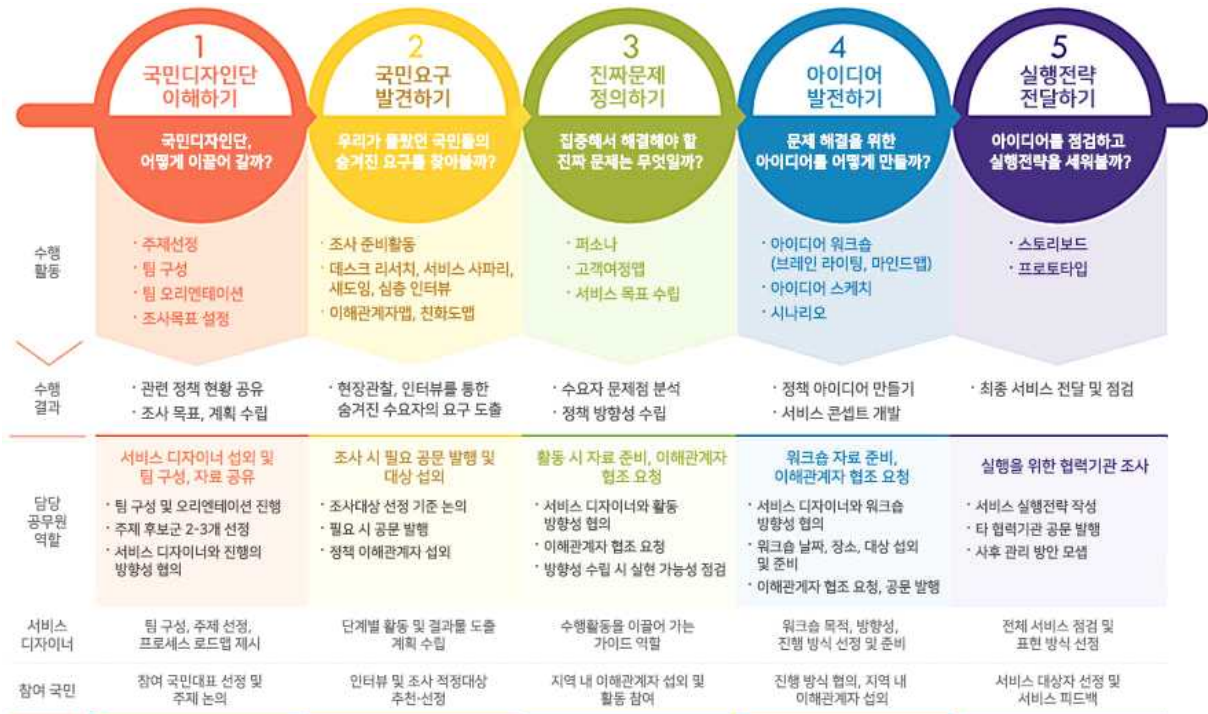 1
국민디자인단
이해하기
국민디자인단,
어떻게 이끌어 갈까?
2
국민요구
발견하기
우리가 몰랐던 국민들의
숨겨진 요구를 찾아볼까?
3
진짜문제
정의하기
집중해서 해결해야 할
진짜 문제는 무엇일까?
4
아이디어
발전하기
문제 해결을 위한
아이디어를 어떻게 만들까?
5
실행전략
전달하기
아이디어를 점검하고
실행전략을 세워볼까?
수행
활동
· 주제선정
· 팀 구성
· 팀 오리엔테이션
· 조사목표 설정
· 조사 준비활동
· 데스크 리서치, 서비스 사파리,
섀도잉, 심층 인터뷰
· 이해관계자맵, 친화도맵
· 퍼소나
· 고객여정맵
· 서비스 목표 수립
· 아이디어 워크숍
(브레인 라이팅, 마인드맵)
· 아이디어 스케치
· 시나리오
· 스토리보드
· 프로토타입
수행
결과
· 관련 정책 현황 공유
· 조사 목표, 계획 수립
· 현장관찰, 인터뷰를 통한
숨겨진 수요자의 요구 도출
· 수요자 문제점 분석
· 정책 방향성 수립
· 정책 아이디어 만들기
· 서비스 콘셉트 개발
· 최종 서비스 전달 및 점검
담당
공무원
역할
서비스 디자이너 섭외 및
팀 구성, 자료 공유
· 팀 구성 및 오리엔테이션 진행
· 주제 후보군 2-3개 선정
· 서비스 디자이너와 진행의
방향성 협의
조사 시 필요 공문 발행 및
대상 섭외
· 조사대상 선정 기준 논의
· 필요 시 공문 발행
· 정책 이해관계자 섭외
활동 시 자료 준비, 이해관계자
협조 요청
· 서비스 디자이너와 활동
방향성 협의
· 이해관계자 협조 요청
· 방향성 수립 시 실현 가능성 점검
워크숍 자료 준비,
이해관계자 협조 요청
· 서비스 디자이너와 워크숍
방향성 협의
· 워크숍 날짜, 장소, 대상 섭외
및 준비
· 이해관게자 협조 요청, 공문 발행
실행을 위한 협력기관 조사
· 서비스 실행전략 작성
· 타 협력기관 공문 발행
· 사후 관리 방안 모색
서비스
디자이너
팀 구성, 주제 선정,
프로세스 로드맵 제시
단계별 활동 및 결과물 도출
계획 수립
수행활동을 이끌어 가는
가이드 역할
워크숍 목적, 방향성,
진행 방식 선정 및 준비
전체 서비스 점검 및
표현 방식 선정
참여 국민
참여 국민대표 선정 및
주제 논의
인터뷰 및 조사 적정대상
추천·선정
지역 내 이해관계자 섭외 및
활동 참여
진행 방식 협의, 지역 내
이해관계자 섭외
서비스 대상자 선정 및
서비스 피드백